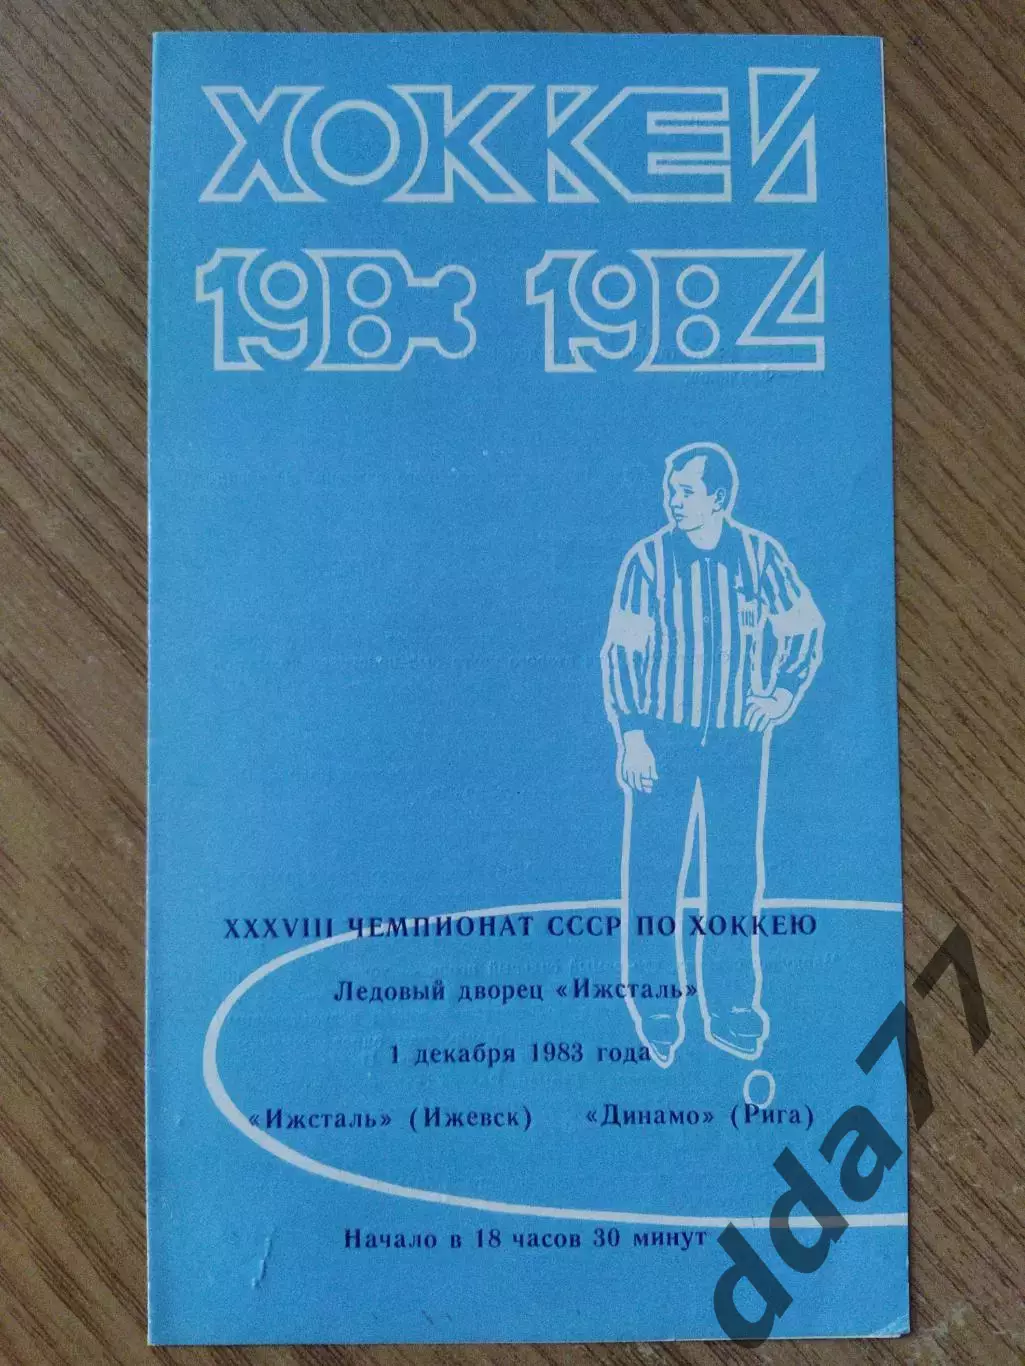 ХОККЕЙ
1983 1984
XXXVIII ЧЕМПИОНАТ СССР ПО ХОККЕЮ
Ледовый дворец «Ижсталь»
1 декабря 1983 года
«Ижсталь» (Ижевск) «Динамо» (Рига)
Начало в 18 часов 30 минут
dda77